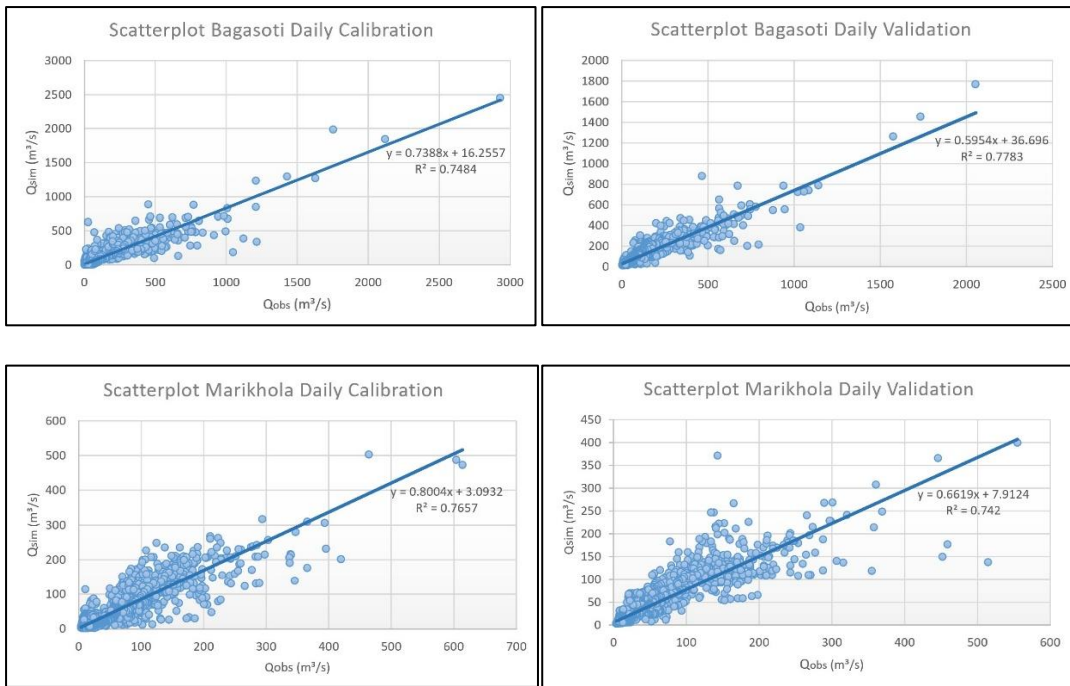 Scatterplot Bagasoti Daily Calibration
3000
2500
2000
1500
1000
500
0
Qsim (m³/s)
y = 0.7388x + 16.2557
R² = 0.7484
0 500 1000 1500 2000 2500 3000
Qobs (m³/s)
Scatterplot Bagasoti Daily Validation
2000
1800
1600
1400
1200
1000
800
600
400
200
0
Qsim (m³/s)
y = 0.5954x + 36.696
R² = 0.7783
0 500 1000 1500 2000 2500
Qobs (m³/s)
Scatterplot Marikhola Daily Calibration
600
500
400
300
200
100
0
Qsim (m³/s)
y = 0.8004x + 3.0932
R² = 0.7657
0 100 200 300 400 500 600 700
Qobs (m³/s)
Scatterplot Marikhola Daily Validation
450
400
350
300
250
200
150
100
50
0
Qsim (m³/s)
y = 0.6619x + 7.9124
R² = 0.742
0 100 200 300 400 500 600
Qobs (m³/s)